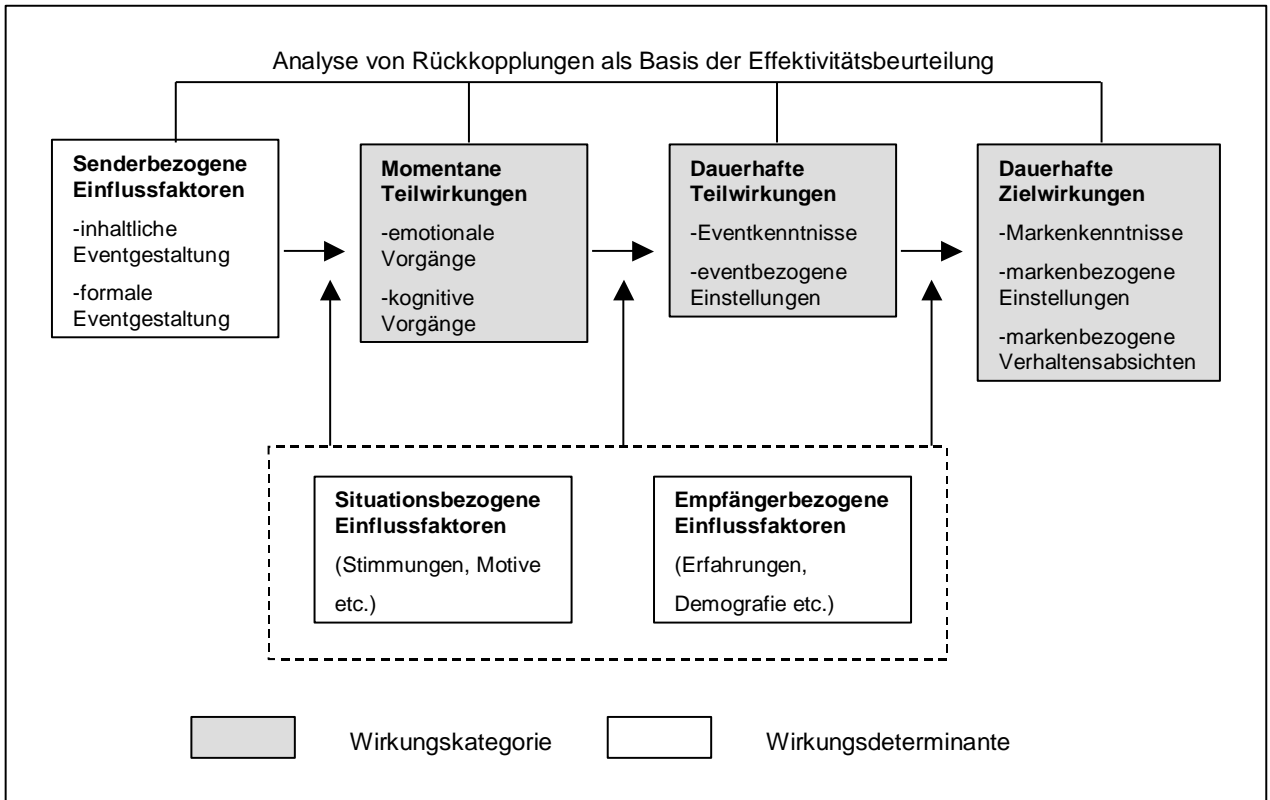 Analyse von Rückkopplungen als Basis der Effektivitätsbeurteilung
Senderbezogene
Einflussfaktoren
-inhaltliche
Eventgestaltung
-formale
Eventgestaltung
Momentane
Teilwirkungen
-emotionale
Vorgänge
-kognitive
Vorgänge
Dauerhafte
Teilwirkungen
-Eventkenntnisse
-eventbezogene
Einstellungen
Dauerhafte
Zielwirkungen
-Markenkenntnisse
-markenbezogene
Einstellungen
-markenbezogene
Verhaltensabsichten
Situationsbezogene
Einflussfaktoren
(Stimmungen, Motive
etc.)
Empfängerbezogene
Einflussfaktoren
(Erfahrungen,
Demografie etc.)
Wirkungskategorie
Wirkungsdeterminante